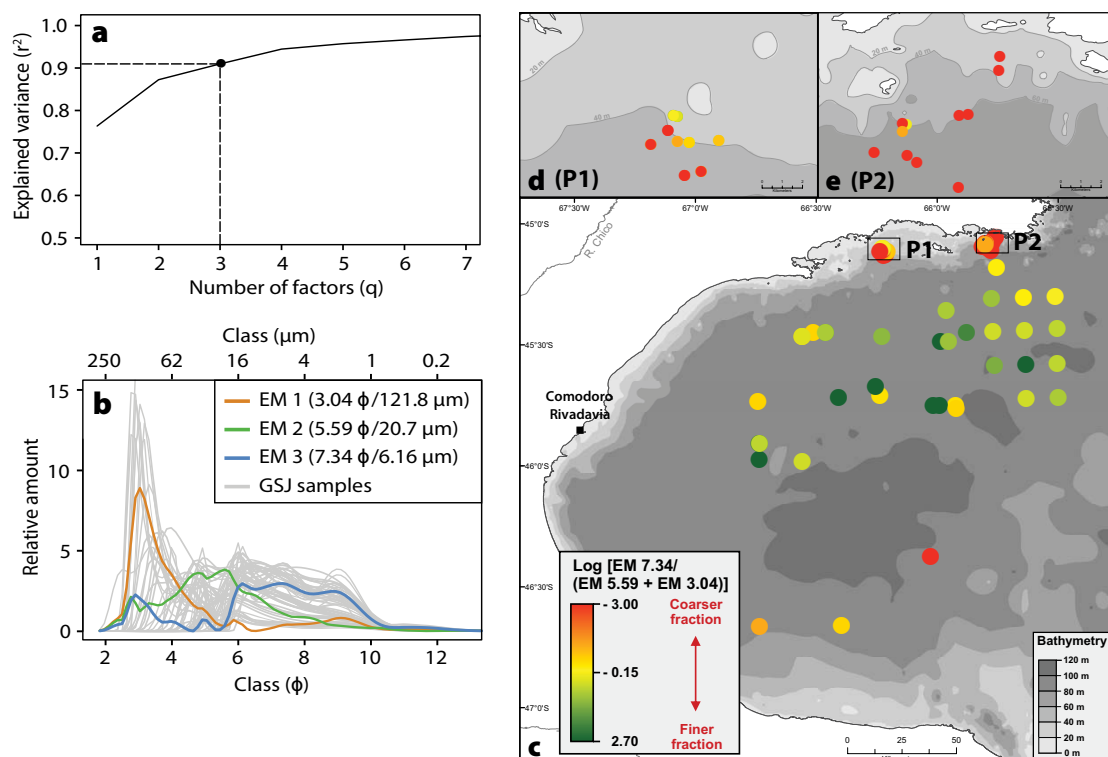 a
1.0
0.9
0.8
0.7
0.6
0.5
Explained variance (r²)
1 2 3 4 5 6 7
Number of factors (q)
Class (μm)
250 62 16 4 1 0.2
b
15
10
5
0
Relative amount
EM 1 (3.04 ϕ/121.8 μm)
EM 2 (5.59 ϕ/20.7 μm)
EM 3 (7.34 ϕ/6.16 μm)
GSJ samples
2 4 6 8 10 12
Class (ϕ)
20 m
40 m
d (P1)
20 m
e (P2)
67°30'W 67°0'W 66°30'W 66°0'W
45°0'S
45°30'S
46°0'S
46°30'S
47°0'S
R. Chico
P1
P2
Comodoro
Rivadavia
Log [EM 7.34/
(EM 5.59 + EM 3.04)]
- 3.00
- 0.15
2.70
Coarser
fraction
Finer
fraction
c
0 25 50
Bathymetry
120 m
100 m
80 m
60 m
40 m
20 m
0 m